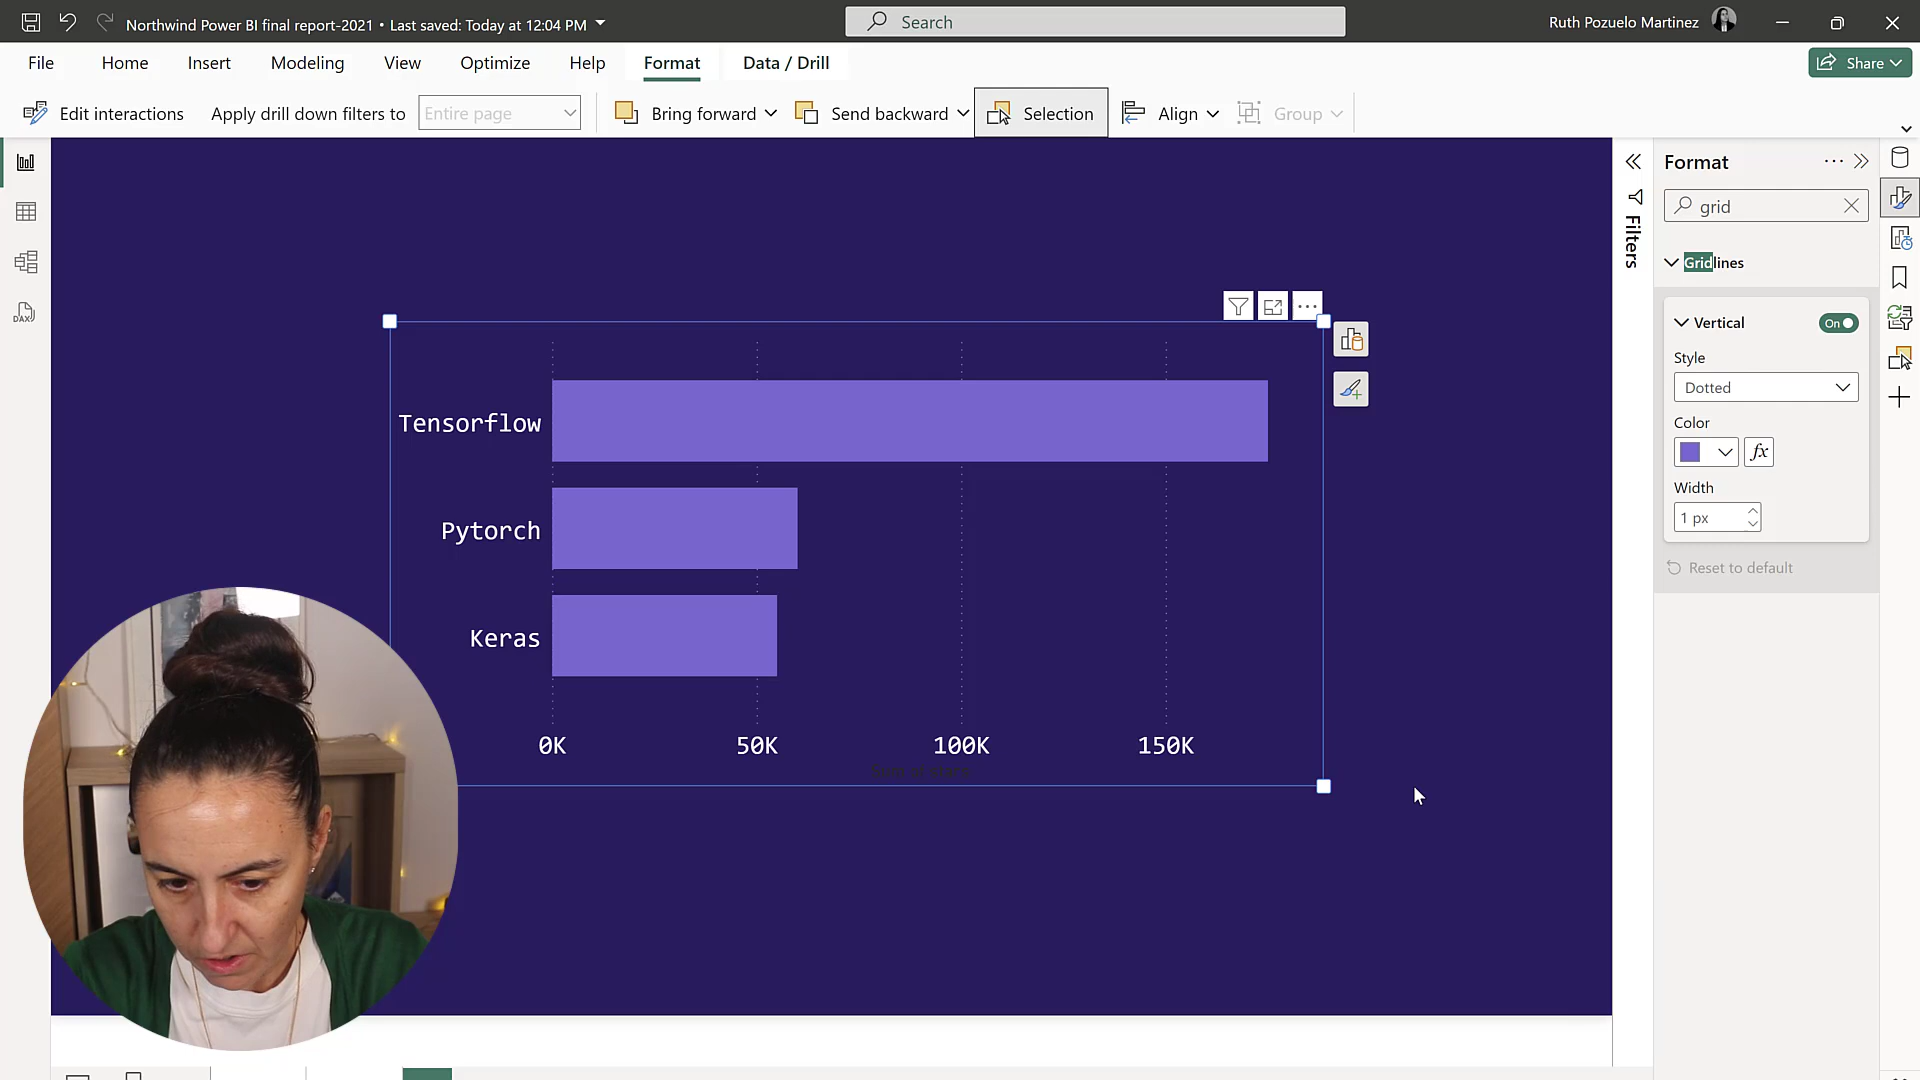 Northwind Power BI final report-2021 • Last saved: Today at 12:04 PM
Search
Ruth Pozuelo Martinez
File
Home
Insert
Modeling
View
Optimize
Help
Format
Data / Drill
Share
Edit interactions
Apply drill down filters to
Entire page
Bring forward
Send backward
Selection
Align
Group
DAX
Filters
Format
grid
Gridlines
Vertical
On
Style
Dotted
Color
fx
Width
1 px
Reset to default
Tensorflow
Pytorch
Keras
0K
50K
100K
150K